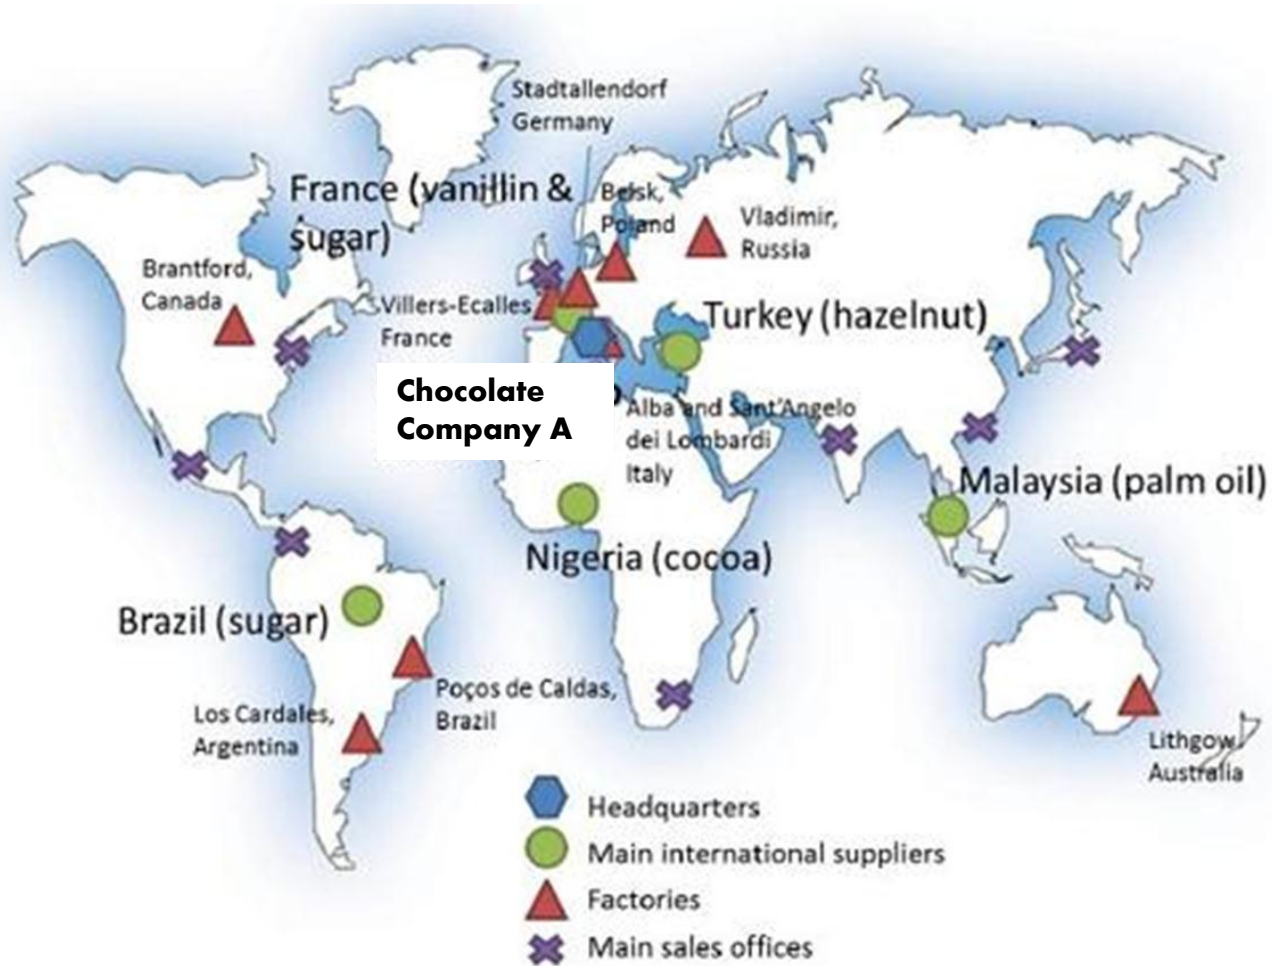 Stadtallendorf
Germany
France (vanillin &
sugar)
Belsk,
Poland
Vladimir,
Russia
Brantford,
Canada
Villers-Ecalles
France
Turkey (hazelnut)
Chocolate
Company A
Alba and Sant'Angelo
dei Lombardi
Italy
Malaysia (palm oil)
Nigeria (cocoa)
Brazil (sugar)
Poços de Caldas,
Brazil
Los Cardales,
Argentina
Lithgow,
Australia
Headquarters
Main international suppliers
Factories
Main sales offices